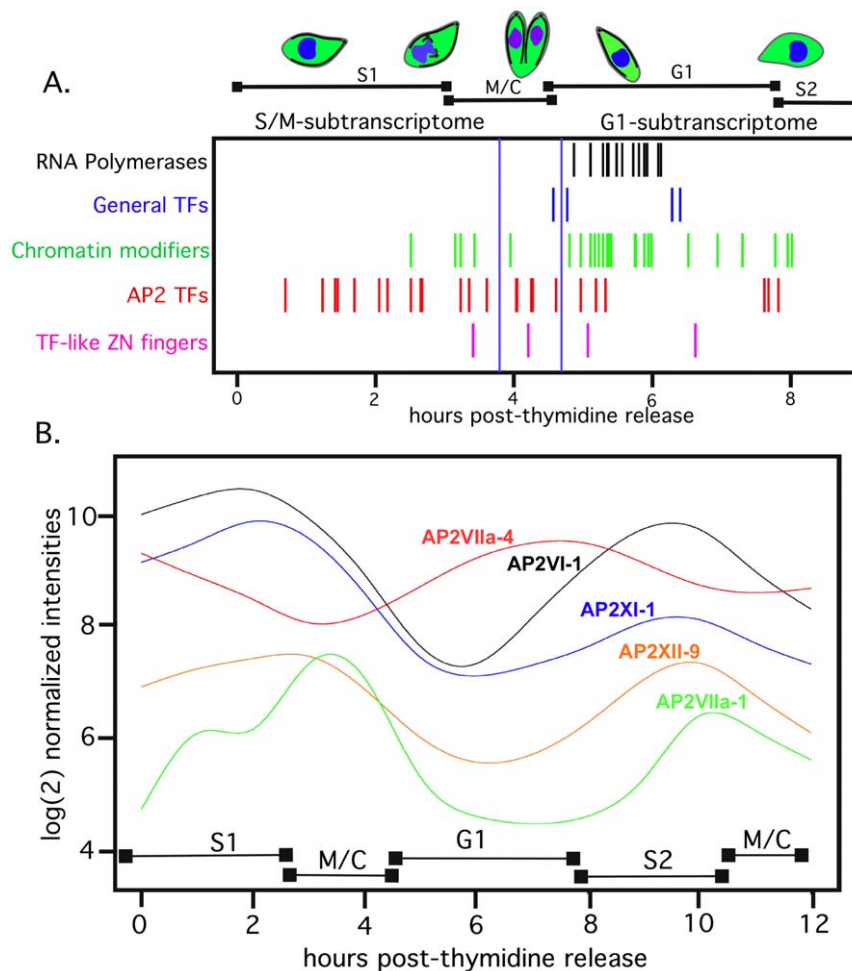 A.
S1
M/C
G1
S2
S/M-subtranscriptome
G1-subtranscriptome
RNA Polymerases
General TFs
Chromatin modifiers
AP2 TFs
TF-like ZN fingers
0 2 4 6 8
hours post-thymidine release
B.
log(2) normalized intensities
10
8
6
4
AP2VIIa-4
AP2VI-1
AP2XI-1
AP2XII-9
AP2VIIa-1
S1
M/C
G1
S2
M/C
0 2 4 6 8 10 12
hours post-thymidine release